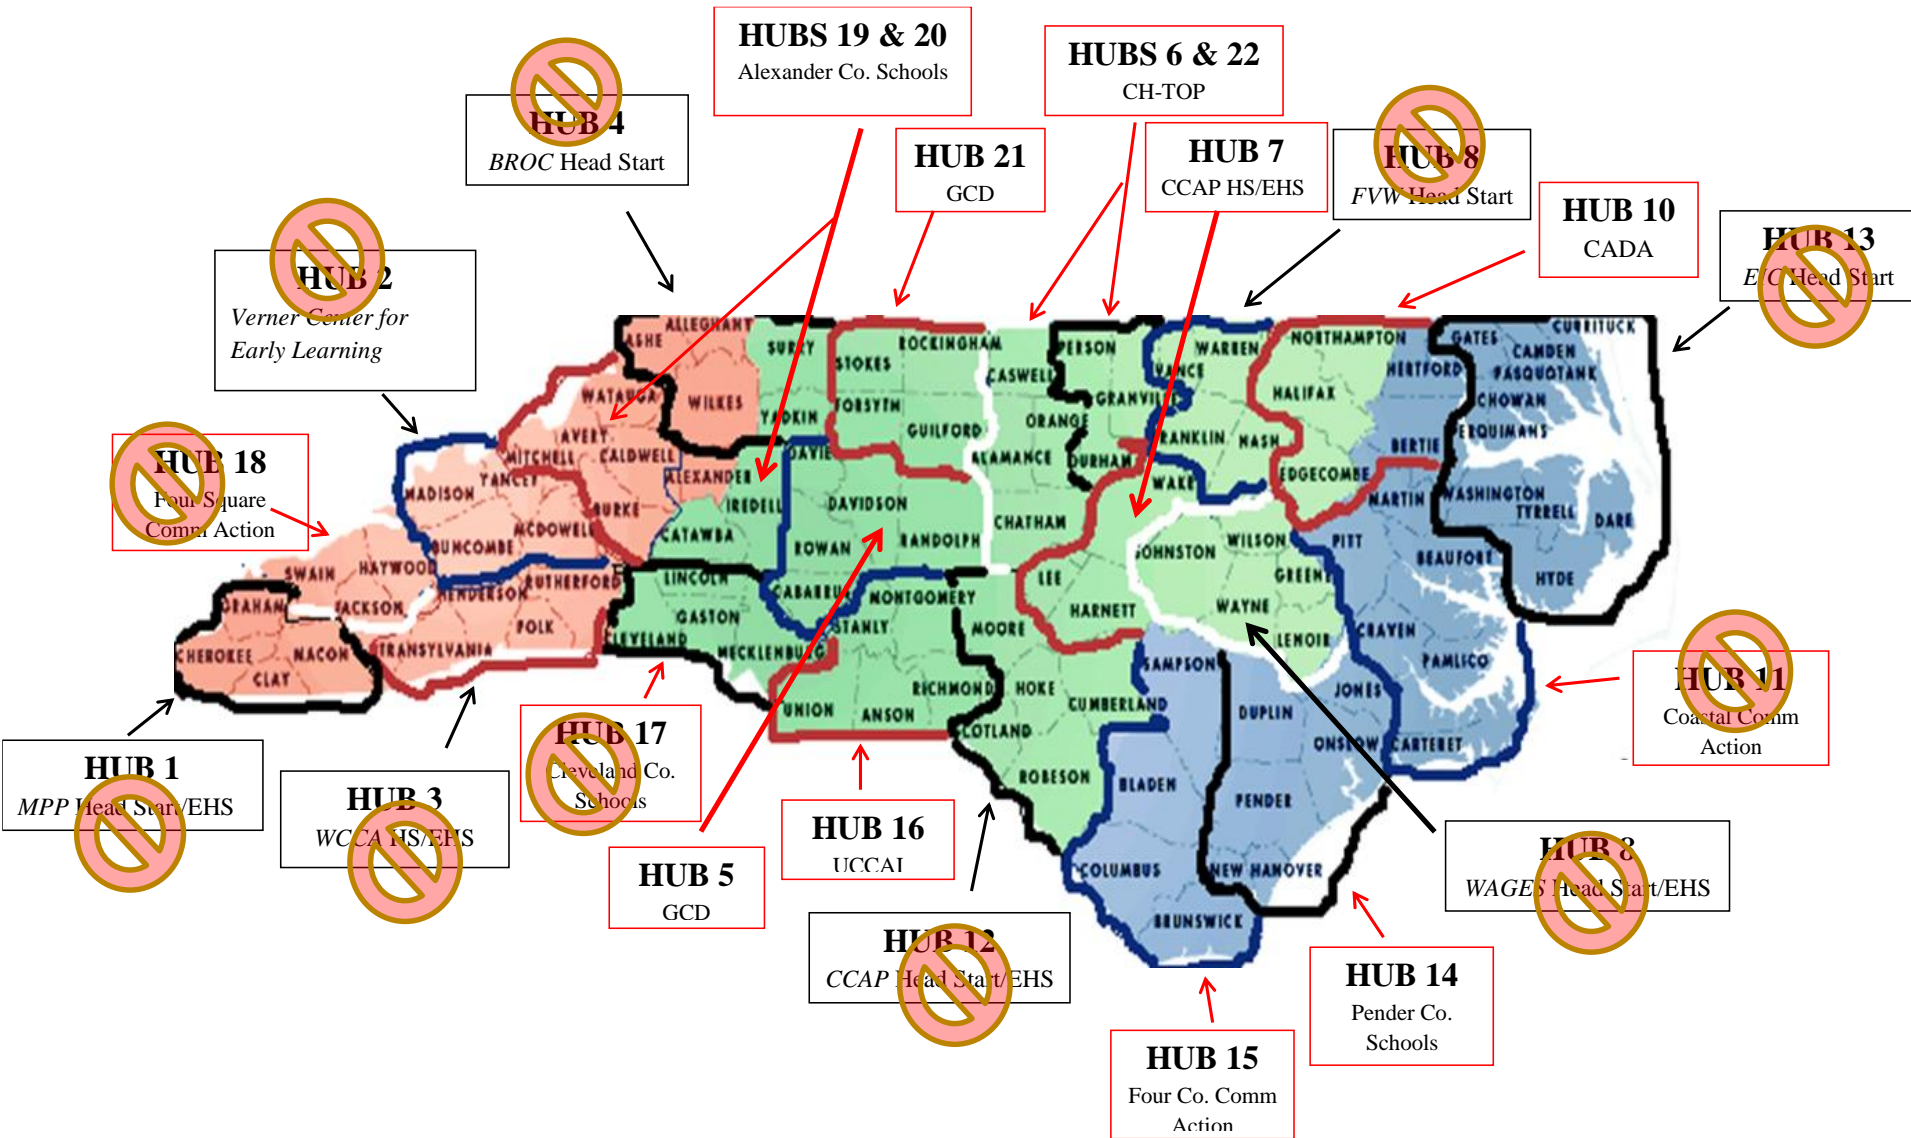 HUBS 19 & 20
Alexander Co. Schools
HUBS 6 & 22
CH-TOP
HUB 4
BROC Head Start
HUB 21
GCD
HUB 7
CCAP HS/EHS
HUB 8
FVW Head Start
HUB 10
CADA
HUB 13
EIC Head Start
HUB 2
Verner Center for
Early Learning
HUB 18
Four Square
Comm Action
HUB 1
MPP Head Start/EHS
HUB 3
WCCA HS/EHS
HUB 17
Cleveland Co.
Schools
HUB 5
GCD
HUB 16
UCCAI
HUB 12
CCAP Head Start/EHS
HUB 11
Coastal Comm
Action
HUB 8
WAGES Head Start/EHS
HUB 14
Pender Co.
Schools
HUB 15
Four Co. Comm
Action
ALLEGHANY
ASHE
SURRY
STOKES
ROCKINGHAM
CASWELL
PERSON
VANCE
WARREN
NORTHAMPTON
GATES
CURRITUCK
CAMDEN
PASQUOTANK
HERTFORD
CHOWAN
PERQUIMANS
WATAUGA
WILKES
YADKIN
FORSYTH
GUILFORD
ORANGE
GRANVILLE
HALIFAX
BERTIE
AVERY
MITCHELL
CALDWELL
ALEXANDER
DAVIE
ALAMANCE
DURHAM
FRANKLIN
NASH
EDGECOMBE
MARTIN
WASHINGTON
TYRRELL
DARE
MADISON
YANCEY
BURKE
IREDELL
DAVIDSON
WAKE
MCDOWELL
CATAWBA
ROWAN
RANDOLPH
CHATHAM
JOHNSTON
WILSON
PITT
BEAUFORT
HYDE
BUNCOMBE
SWAIN
HAYWOOD
RUTHERFORD
LINCOLN
CABARRUS
MONTGOMERY
LEE
HARNETT
GREENE
WAYNE
GRAHAM
JACKSON
HENDERSON
POLK
GASTON
CLEVELAND
MECKLENBURG
STANLY
MOORE
LENOIR
CRAVEN
CHEROKEE
MACON
CLAY
TRANSYLVANIA
SAMPSON
PAMLICO
UNION
ANSON
RICHMOND
HOKE
CUMBERLAND
DUPLIN
JONES
ONSLOW
CARTERET
SCOTLAND
ROBESON
BLADEN
PENDER
COLUMBUS
NEW HANOVER
BRUNSWICK